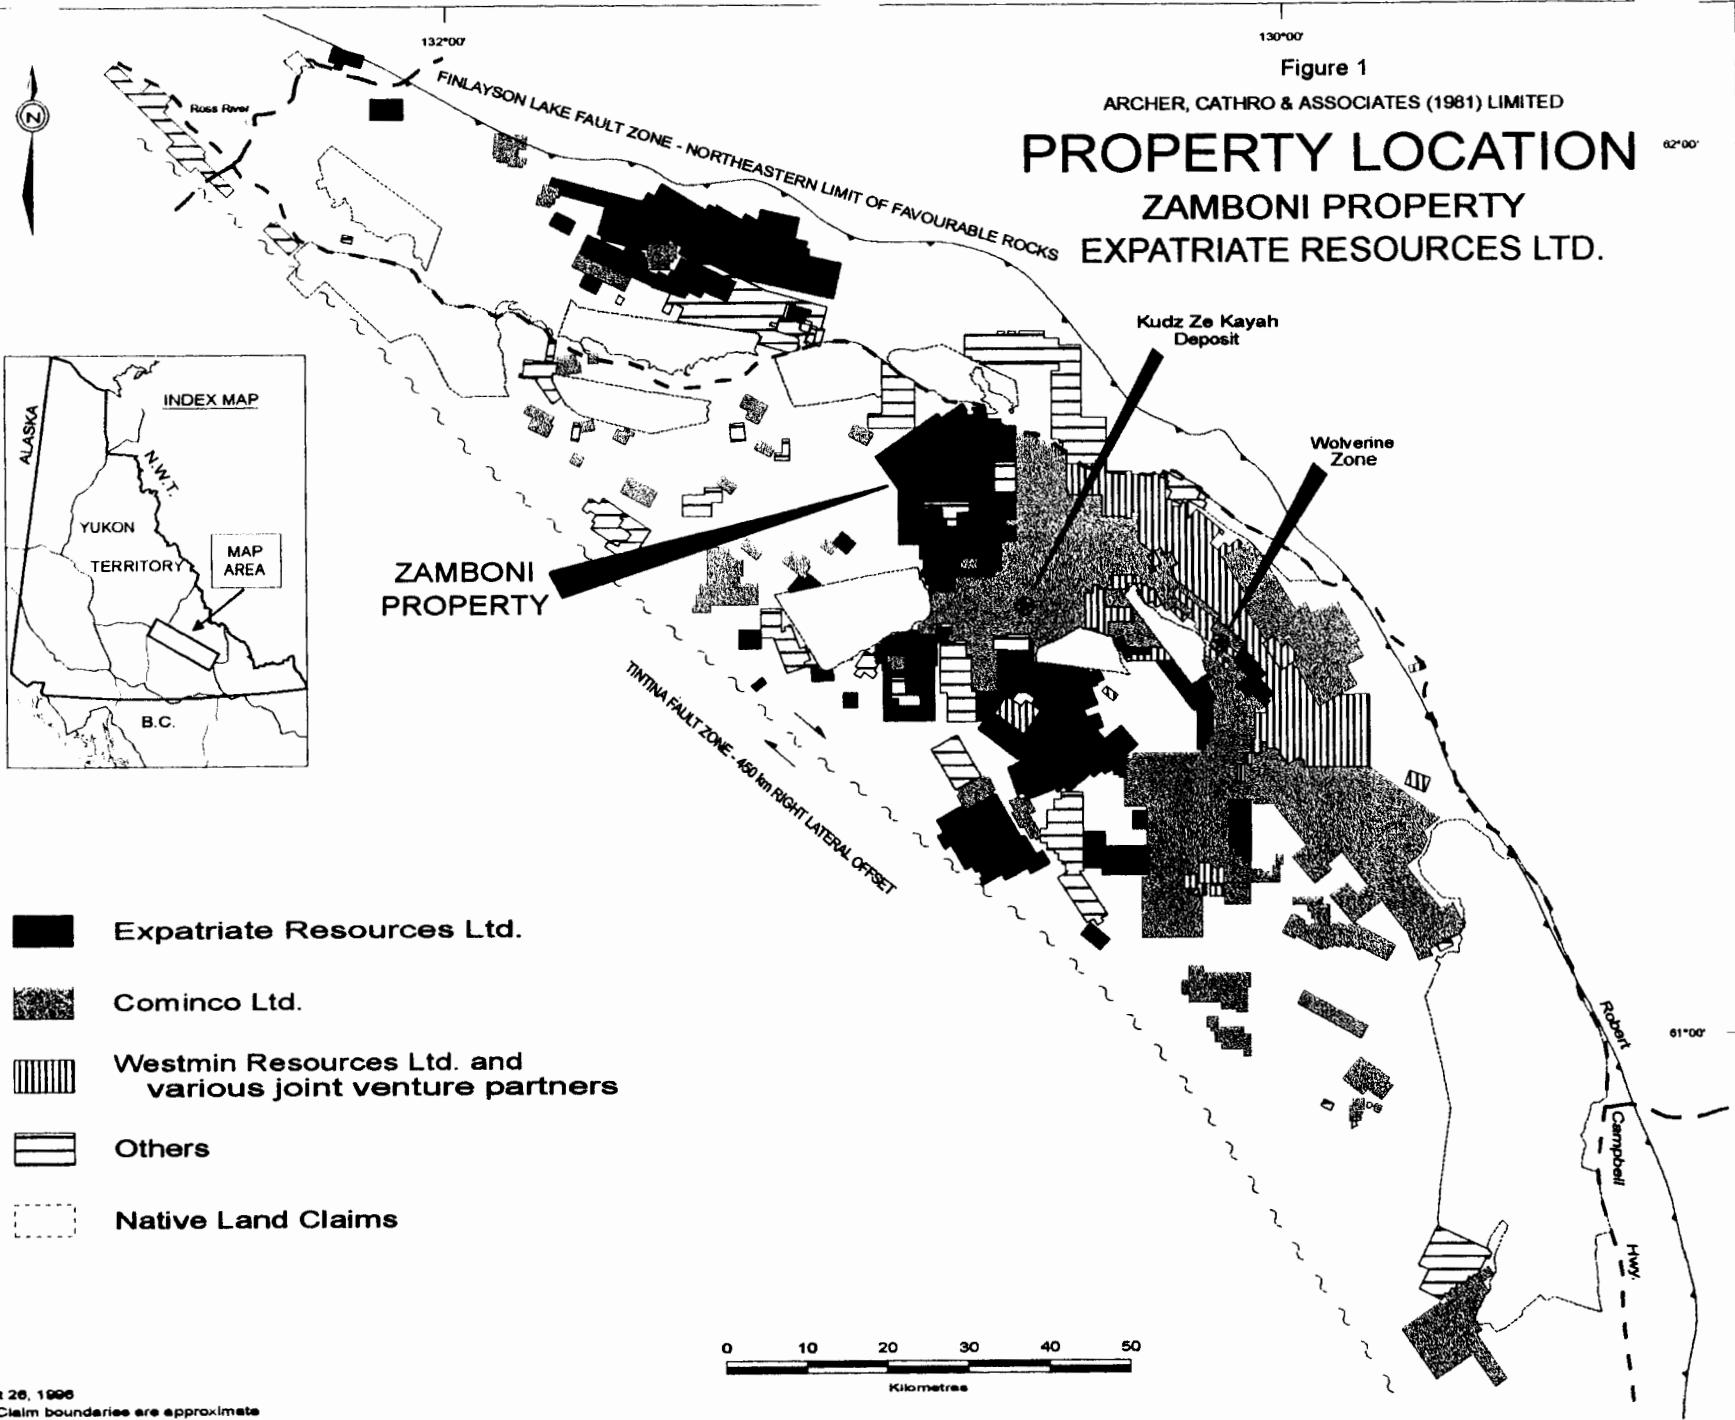 132°00'
130°00'
Figure 1
ARCHER, CATHRO & ASSOCIATES (1981) LIMITED
PROPERTY LOCATION
62°00'
ZAMBONI PROPERTY
EXPATRIATE RESOURCES LTD.
N
Ross River
FINLAYSON LAKE FAULT ZONE - NORTHEASTERN LIMIT OF FAVOURABLE ROCKS
Kudz Ze Kayah
Deposit
Wolverine
Zone
INDEX MAP
ALASKA
N.W.T.
YUKON
TERRITORY
MAP
AREA
B.C.
ZAMBONI
PROPERTY
TINTINA FAULT ZONE - 450 km RIGHT LATERAL OFFSET
Expatriate Resources Ltd.
Cominco Ltd.
Westmin Resources Ltd. and
various joint venture partners
Others
Native Land Claims
Robert
61°00'
Campbell
Hwy.
0 10 20 30 40 50
Kilometres
26, 1996
Claim boundaries are approximate